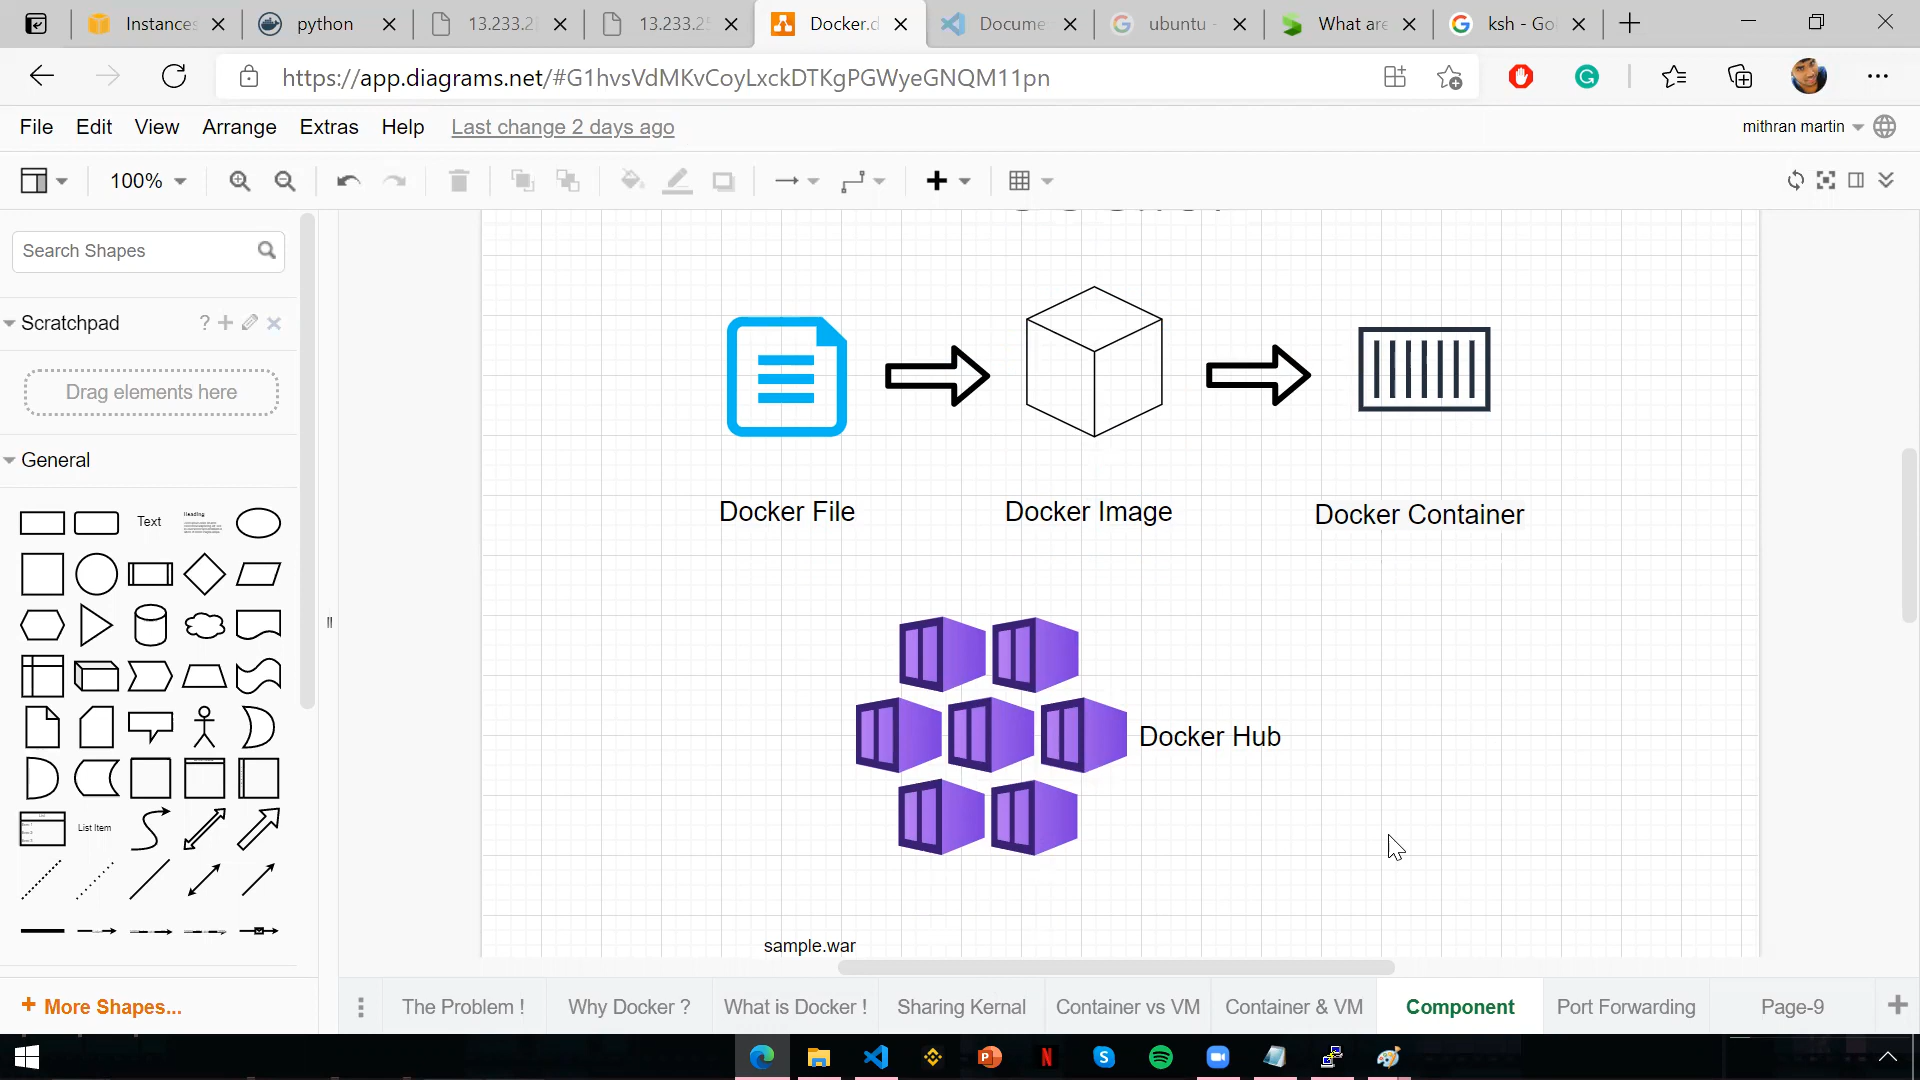 Instances
python
13.233.2
13.233.25
Docker.d
Docume
ubuntu -
What are
ksh - Go
https://app.diagrams.net/#G1hvsVdMKvCoyLxckDTKgPGWyeGNQM11pn
File Edit View Arrange Extras Help Last change 2 days ago
mithran martin
100%
Search Shapes
Scratchpad
?
Drag elements here
General
Text
Heading
List Item
Docker File
Docker Image
Docker Container
Docker Hub
sample.war
+ More Shapes...
The Problem !
Why Docker ?
What is Docker !
Sharing Kernal
Container vs VM
Container & VM
Component
Port Forwarding
Page-9